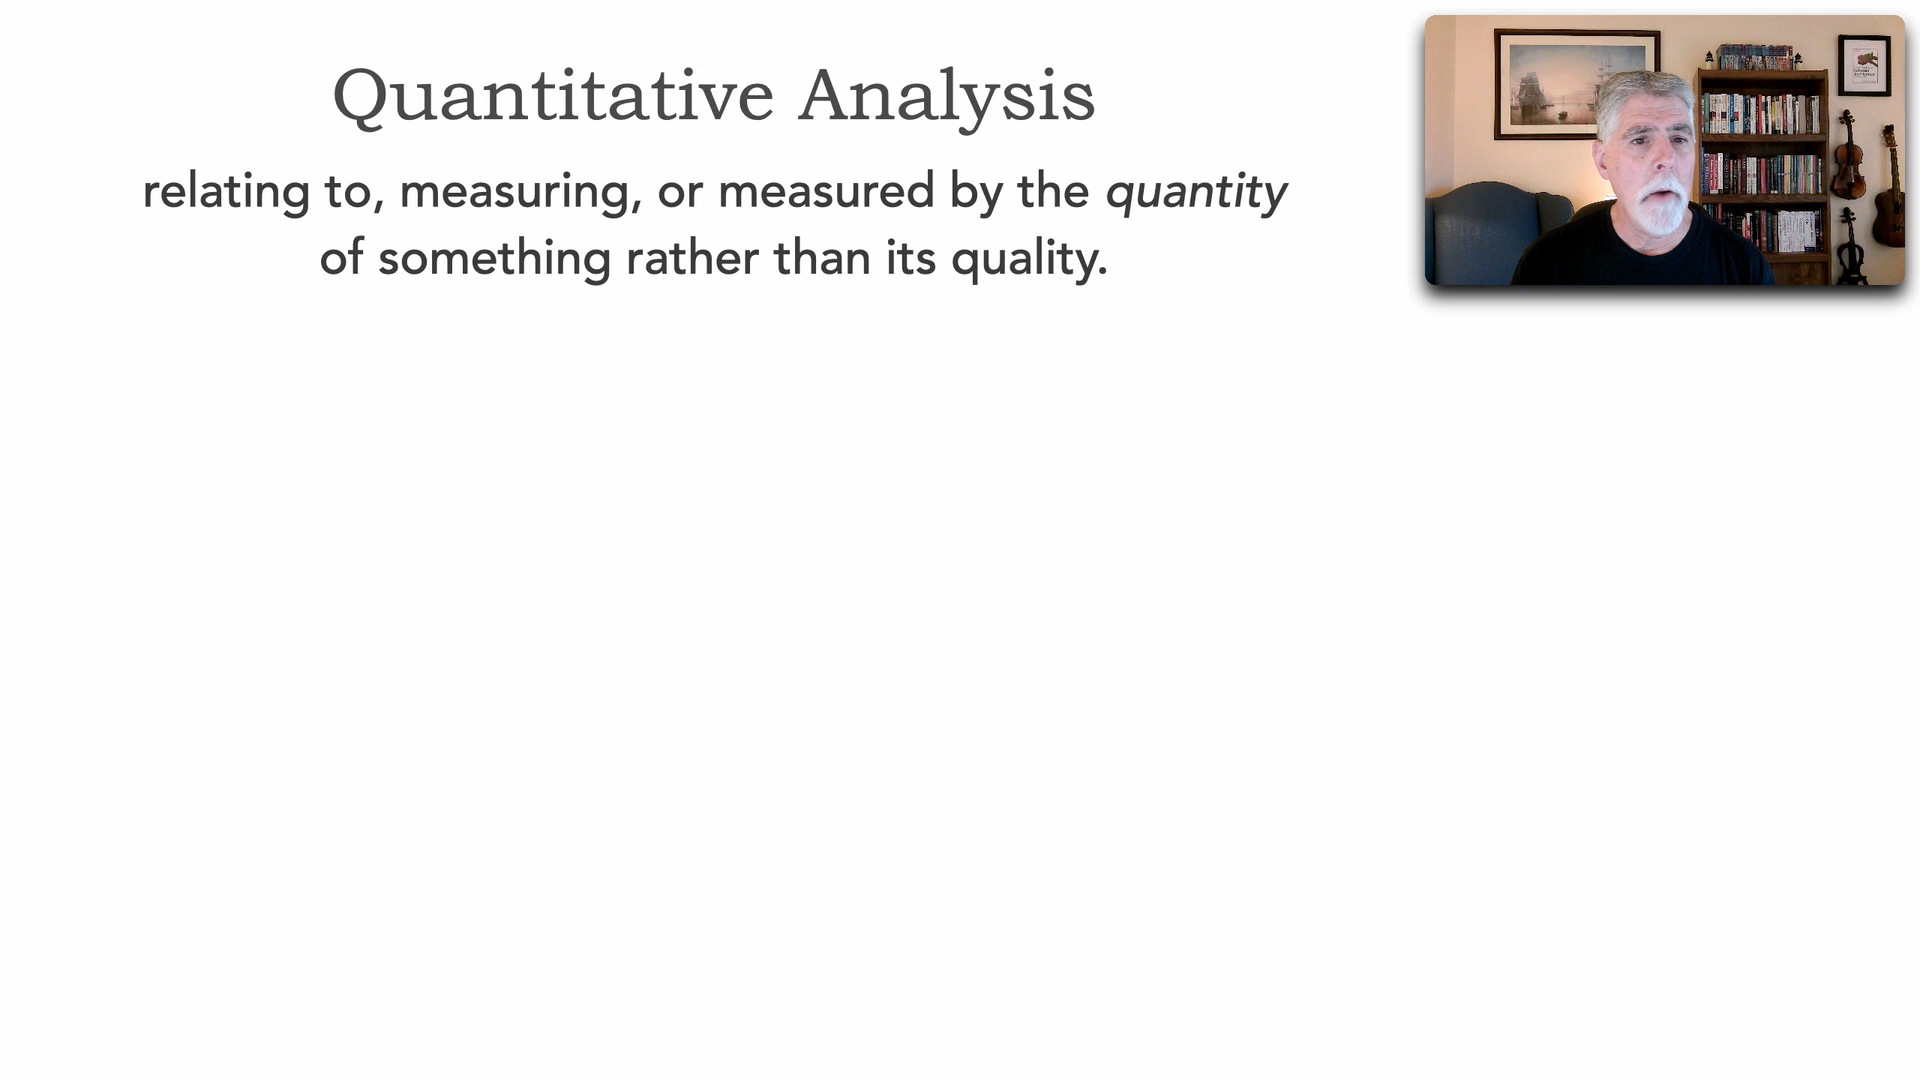 Quantitative Analysis
relating to, measuring, or measured by the quantity
of something rather than its quality.